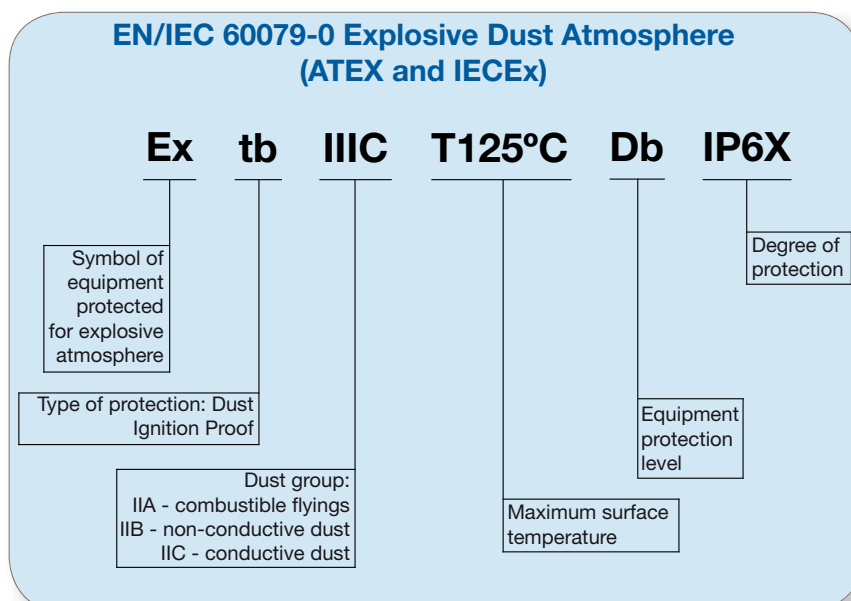 EN/IEC 60079-0 Explosive Dust Atmosphere
(ATEX and IECEx)
Ex tb IIIC T125ºC Db IP6X
Symbol of
equipment
protected
for explosive
atmosphere
Degree of
protection
Type of protection: Dust
Ignition Proof
Equipment
protection
level
Dust group:
IIA - combustible flyings
IIB - non-conductive dust
IIC - conductive dust
Maximum surface
temperature